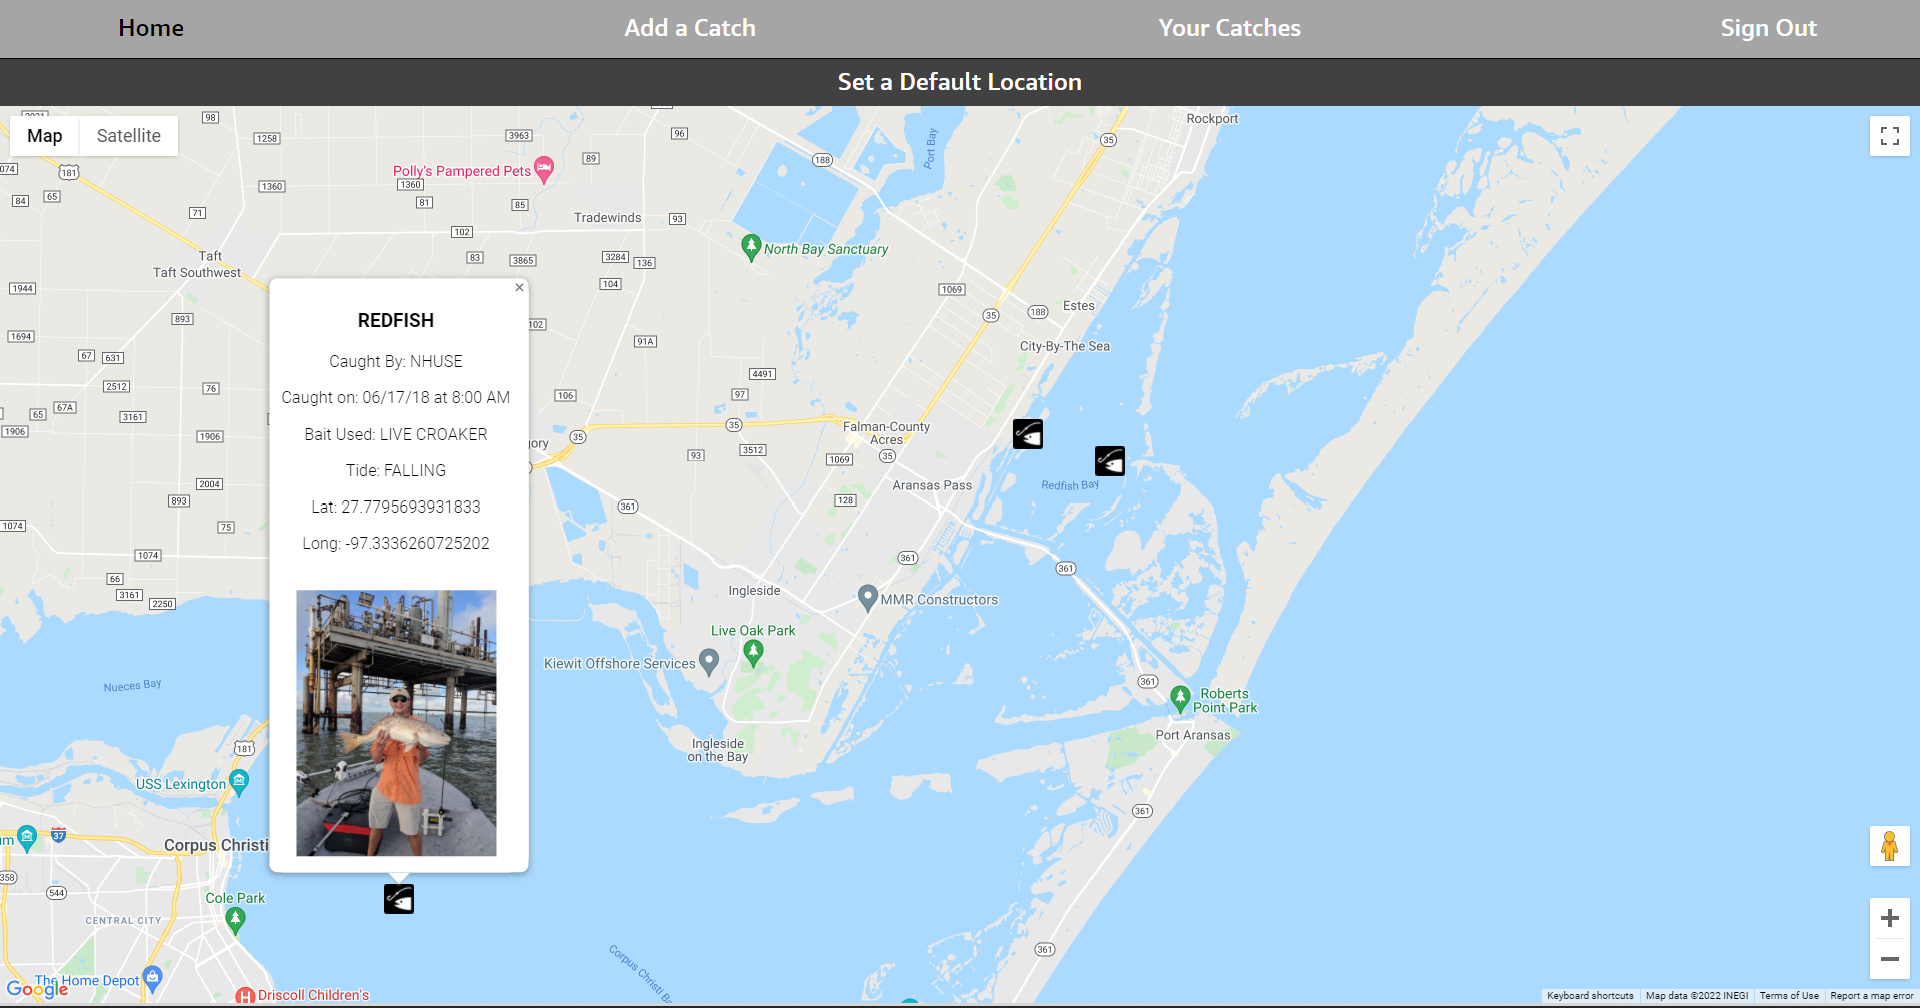 Home
Add a Catch
Your Catches
Sign Out
Set a Default Location
Map
Satellite
98
1258
3963
96
188
Port Bay
35
Rockport
074
181
Polly's Pampered Pets
89
1360
1360
84
65
81
85
71
Tradewinds
93
102
North Bay Sanctuary
Taft
Taft Southwest
83
3865
3284
136
1944
104
1069
Estes
893
102
35
188
1694
91A
City-By-The Sea
67
631
4491
2512
76
106
97
65
67A
3161
1906
1906
35
35
Falman-County
Acres
93
3512
1069
35
2004
Aransas Pass
Redfish Bay
893
361
128
1074
75
1074
361
361
66
3161
2250
Ingleside
MMR Constructors
Live Oak Park
Kiewit Offshore Services
Nueces Bay
361
Roberts
Point Park
Port Aransas
181
Ingleside
on the Bay
USS Lexington
361
37
Corpus Christi
358
544
Cole Park
CENTRAL CITY
361
The Home Depot
Corpus Christi Ba
Google
Driscoll Children's
REDFISH
Caught By: NHUSE
Caught on: 06/17/18 at 8:00 AM
Bait Used: LIVE CROAKER
Tide: FALLING
Lat: 27.7795693931833
Long: -97.3336260725202
Keyboard shortcuts
Map data ©2022 INEGI
Terms of Use
Report a map error